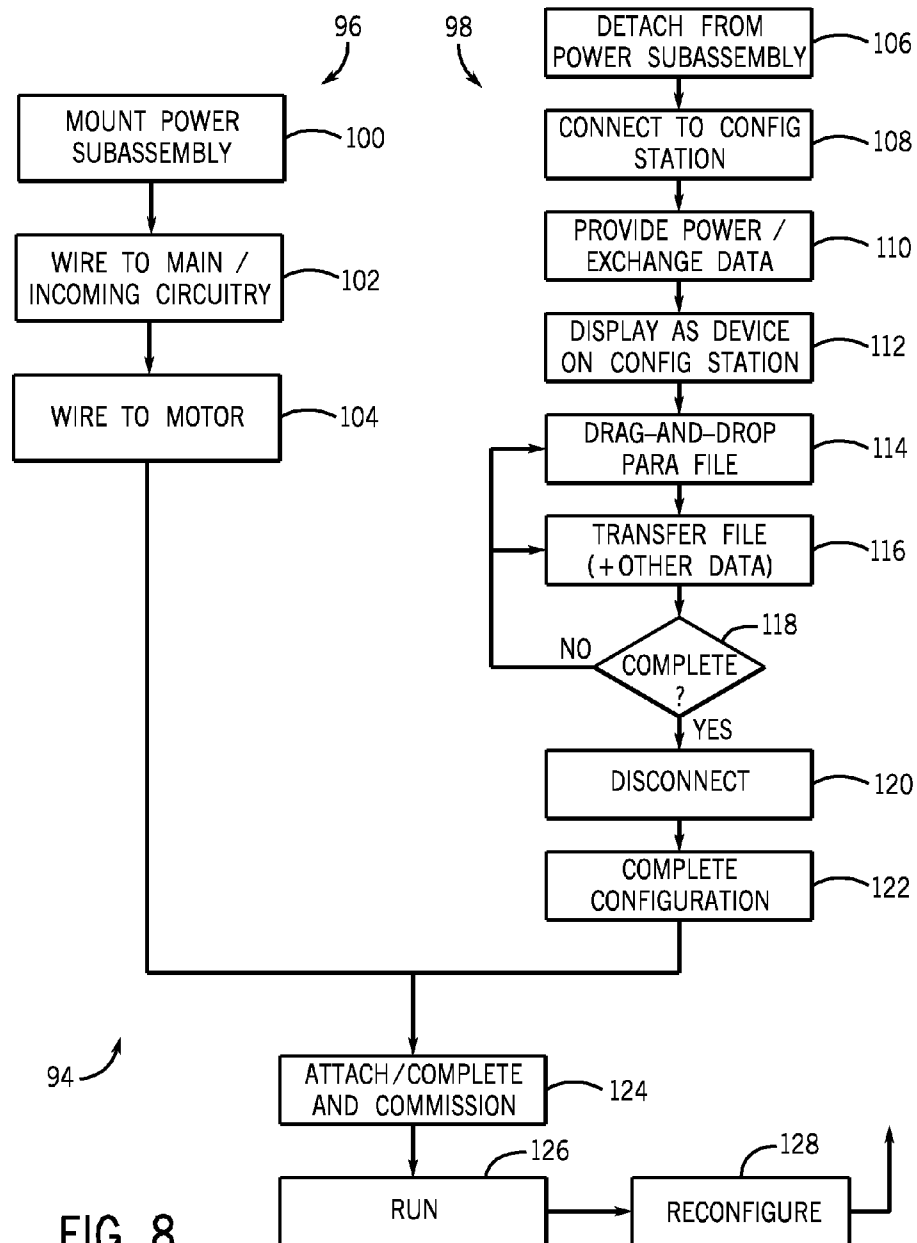 96
MOUNT POWER
SUBASSEMBLY
100
WIRE TO MAIN /
INCOMING CIRCUITRY
102
WIRE TO MOTOR
104
98
DETACH FROM
POWER SUBASSEMBLY
106
CONNECT TO CONFIG
STATION
108
PROVIDE POWER /
EXCHANGE DATA
110
DISPLAY AS DEVICE
ON CONFIG STATION
112
DRAG-AND-DROP
PARA FILE
114
TRANSFER FILE
(+OTHER DATA)
116
118
NO
COMPLETE
?
YES
DISCONNECT
120
COMPLETE
CONFIGURATION
122
94
ATTACH/COMPLETE
AND COMMISSION
124
126
RUN
128
RECONFIGURE
FIG. 8